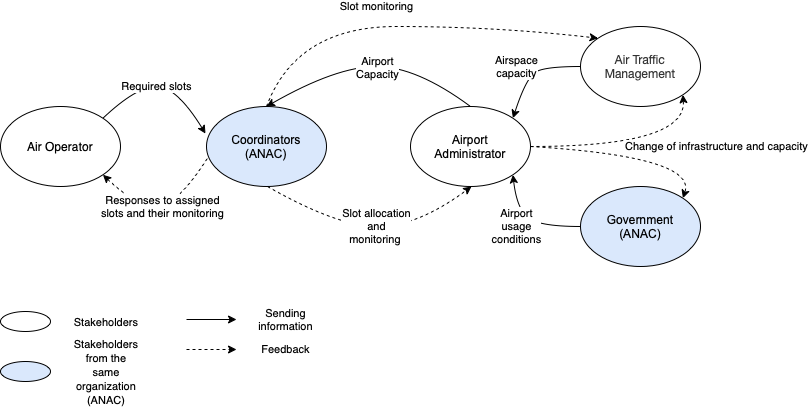 Slot monitoring
Air Traffic
Management
Airspace
capacity
Airport
Capacity
Required slots
Air Operator
Coordinators
(ANAC)
Airport
Administrator
Change of infrastructure and capacity
Responses to assigned
slots and their monitoring
Slot allocation
and
monitoring
Airport
usage
conditions
Government
(ANAC)
Stakeholders
Sending
information
Stakeholders
from the
same
organization
(ANAC)
Feedback